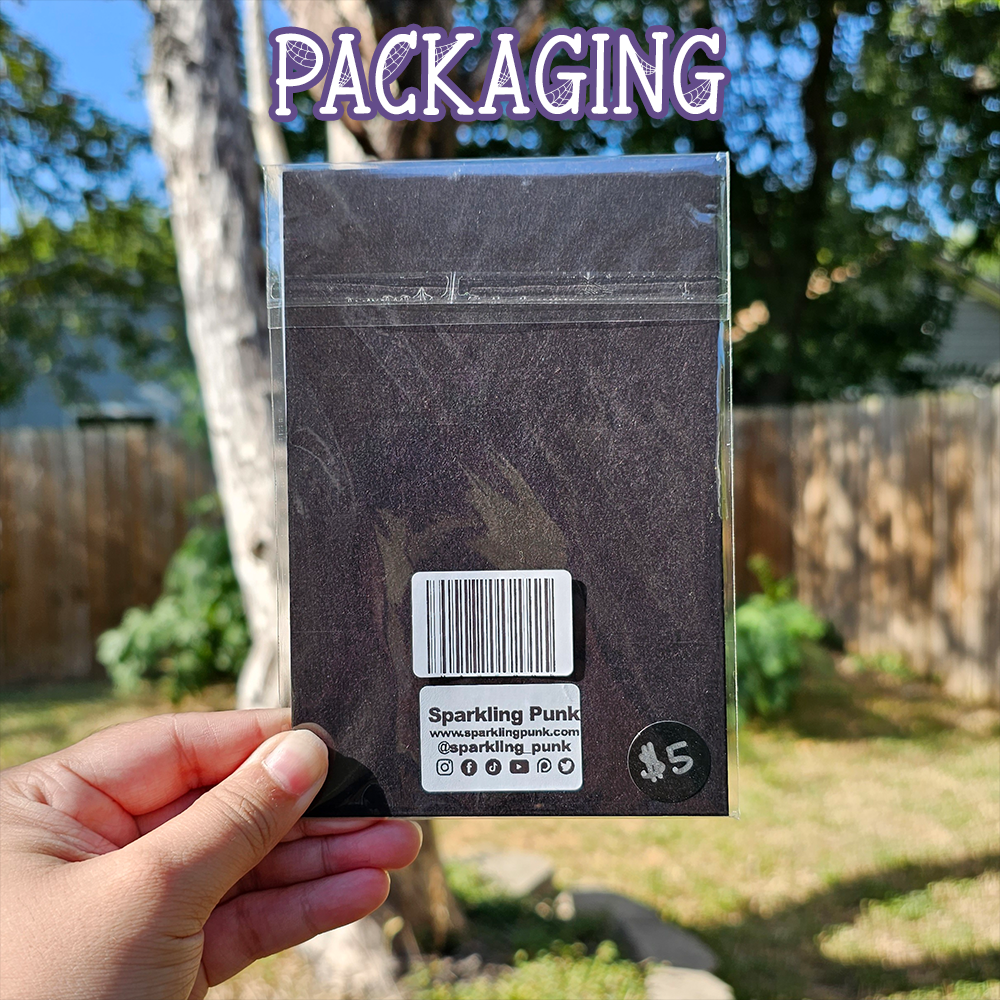 PACKAGING
Sparkling Punk
www.sparklingpunk.com
@sparkling_punk
$5